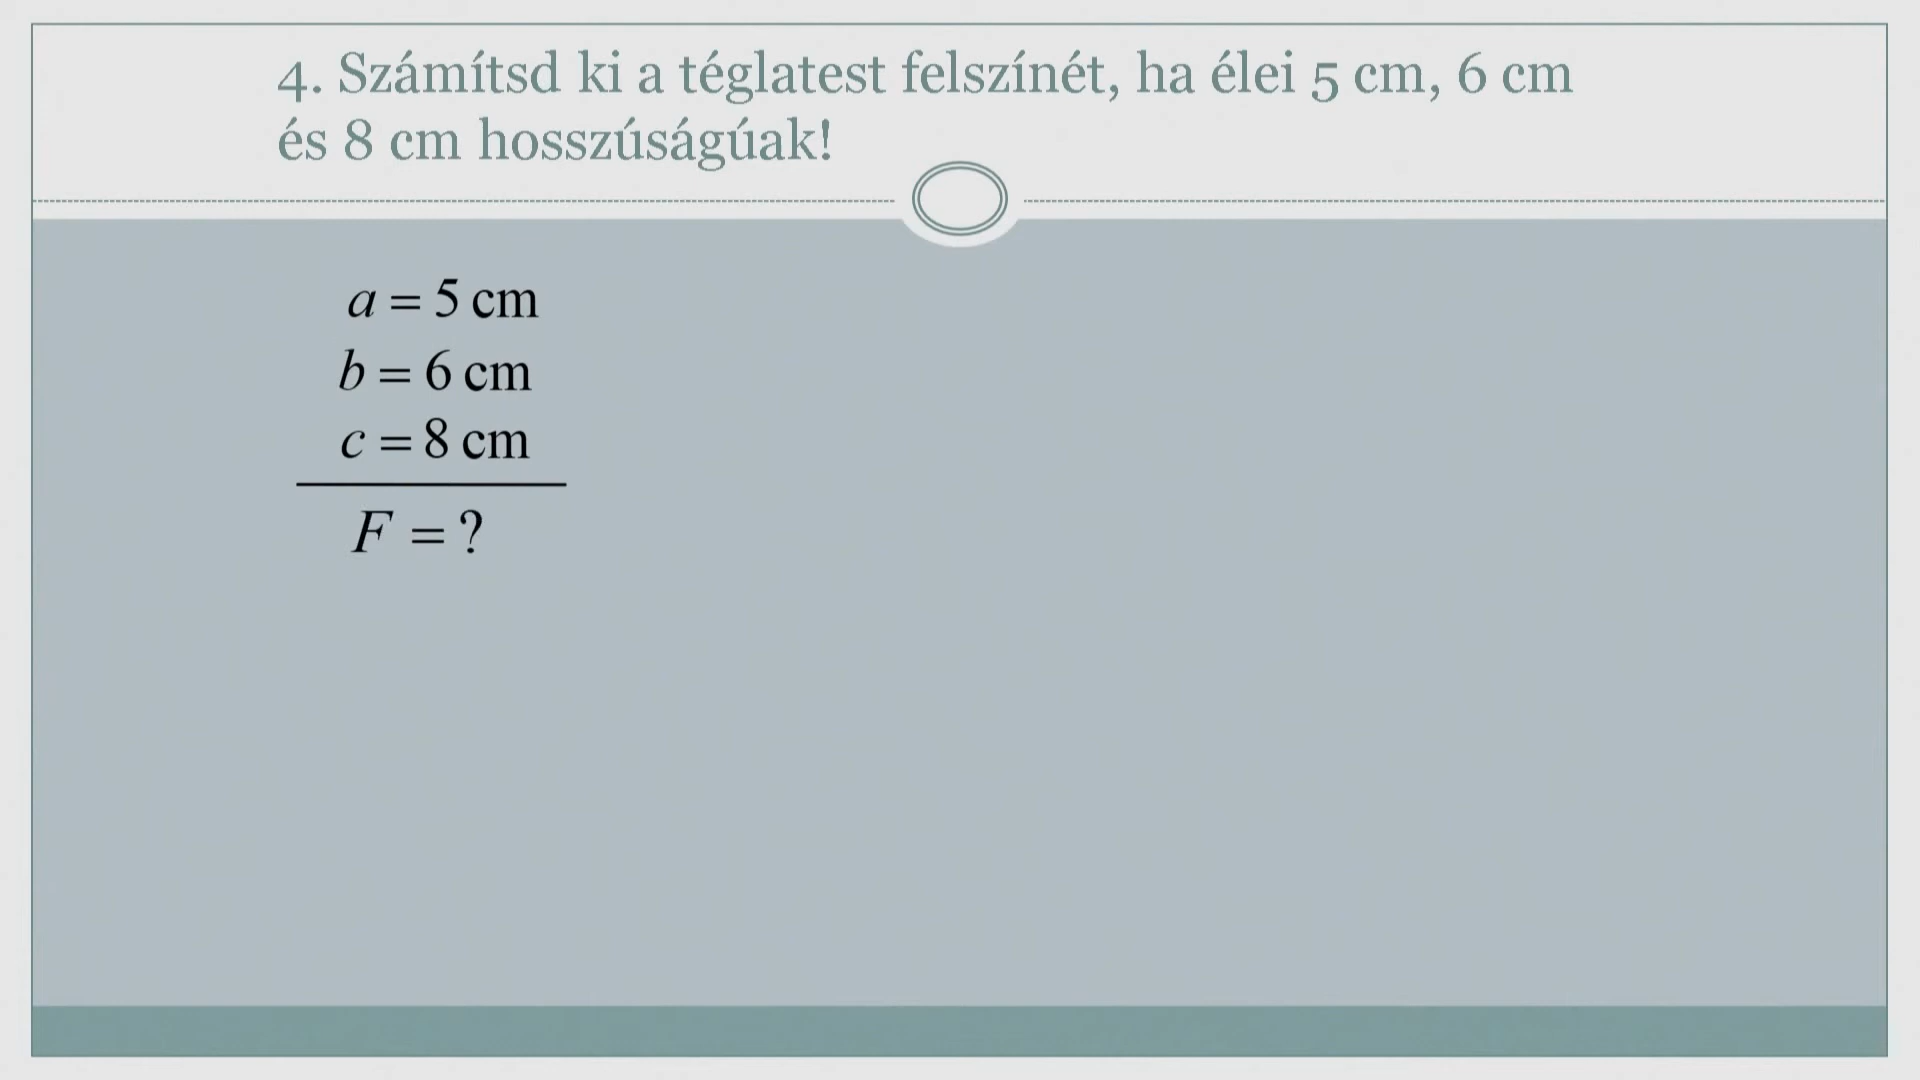 4. Számítsd ki a téglatest felszínét, ha élei 5 cm, 6 cm
és 8 cm hosszúságúak!
a = 5 cm
b = 6 cm
c = 8 cm
F = ?